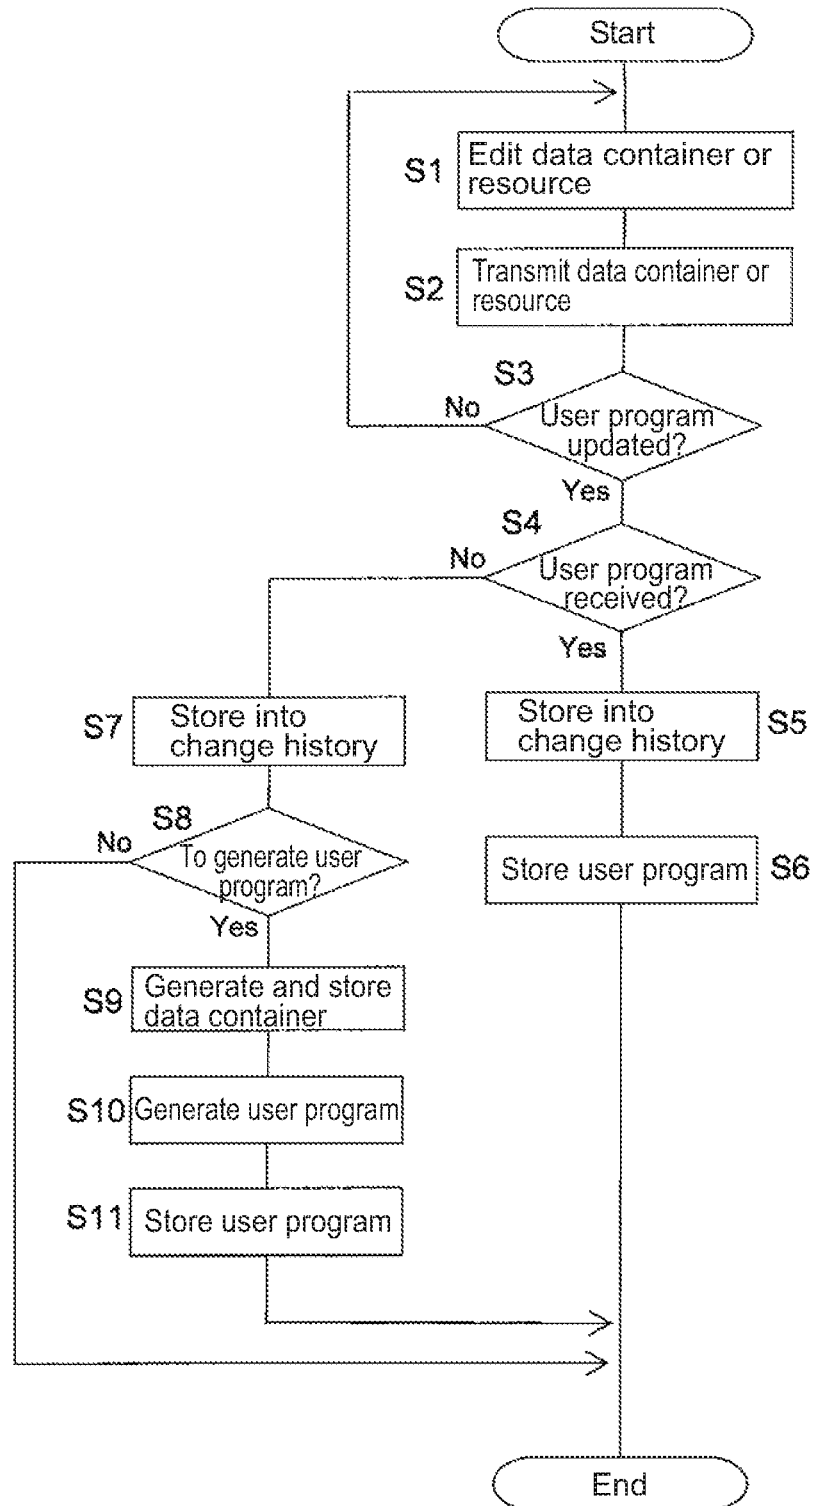 Start
S1
Edit data container or
resource
S2
Transmit data container or
resource
S3
No
User program
updated?
Yes
S4
No
User program
received?
Yes
S7
Store into
change history
Store into
change history
S5
S8
No
To generate user
program?
Yes
Store user program
S6
S9
Generate and store
data container
S10
Generate user program
S11
Store user program
End